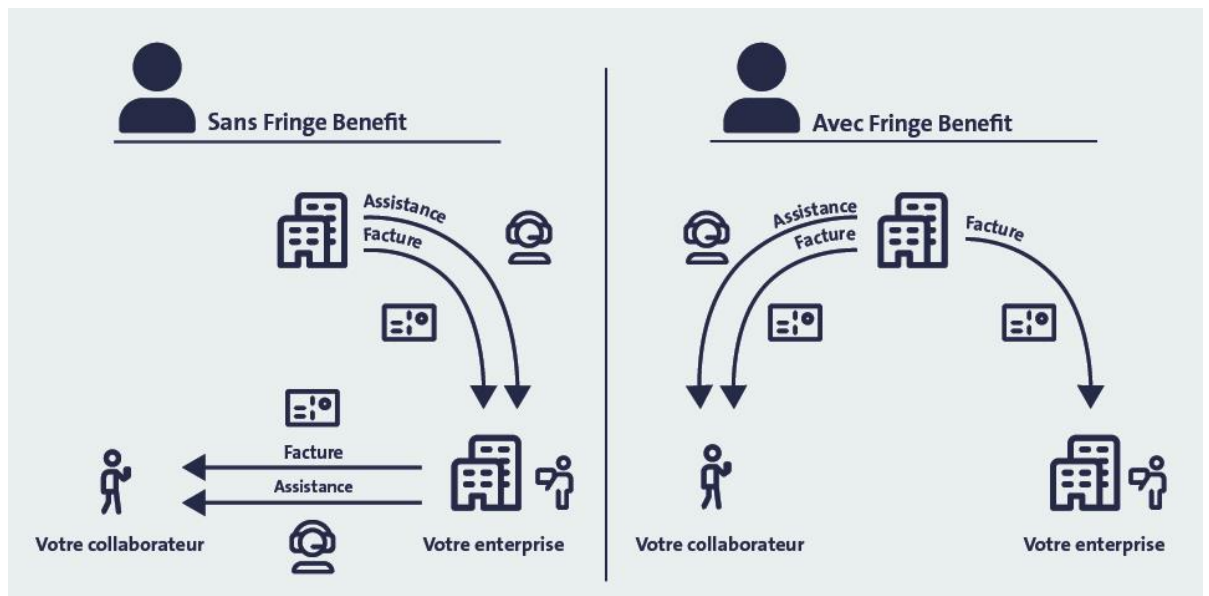 Sans Fringe Benefit
Assistance
Facture
Facture
Assistance
Votre collaborateur
Votre enterprise
Avec Fringe Benefit
Assistance
Facture
Facture
Votre collaborateur
Votre enterprise